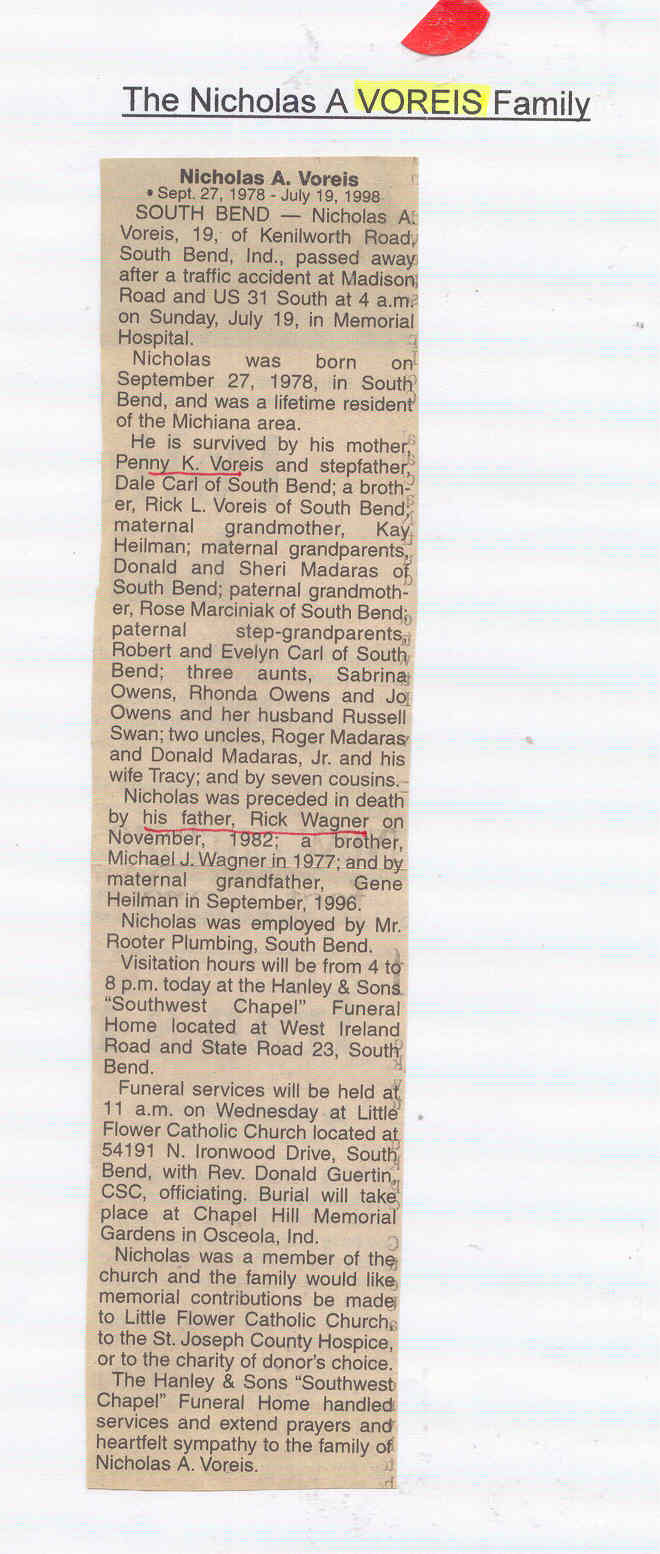 The Nicholas A VOREIS Family
Nicholas A. Voreis
• Sept. 27, 1978 - July 19, 1998
SOUTH BEND — Nicholas A.
Voreis, 19, of Kenilworth Road,
South Bend, Ind., passed away
after a traffic accident at Madison
Road and US 31 South at 4 a.m.
on Sunday, July 19, in Memorial
Hospital.
Nicholas was born on
September 27, 1978, in South
Bend, and was a lifetime resident
of the Michiana area.
He is survived by his mother,
Penny K. Voreis and stepfather,
Dale Carl of South Bend; a broth-
er, Rick L. Voreis of South Bend;
maternal grandmother, Kay
Heilman; maternal grandparents,
Donald and Sheri Madaras of
South Bend; paternal grandmoth-
er, Rose Marciniak of South Bend;
paternal step-grandparents,
Robert and Evelyn Carl of South
Bend; three aunts, Sabrina
Owens, Rhonda Owens and Jo
Owens and her husband Russell
Swan; two uncles, Roger Madaras
and Donald Madaras, Jr. and his
wife Tracy; and by seven cousins.
Nicholas was preceded in death
by his father, Rick Wagner on
November, 1982; a brother,
Michael J. Wagner in 1977; and by
maternal grandfather, Gene
Heilman in September, 1996.
Nicholas was employed by Mr.
Rooter Plumbing, South Bend.
Visitation hours will be from 4 to
8 p.m. today at the Hanley & Sons
“Southwest Chapel” Funeral
Home located at West Ireland
Road and State Road 23, South
Bend.
Funeral services will be held at
11 a.m. on Wednesday at Little
Flower Catholic Church located at
54191 N. Ironwood Drive, South
Bend, with Rev. Donald Guertin,
CSC, officiating. Burial will take
place at Chapel Hill Memorial
Gardens in Osceola, Ind.
Nicholas was a member of the
church and the family would like
memorial contributions be made
to Little Flower Catholic Church,
to the St. Joseph County Hospice,
or to the charity of donor’s choice.
The Hanley & Sons “Southwest
Chapel” Funeral Home handled
services and extend prayers and
heartfelt sympathy to the family of
Nicholas A. Voreis.